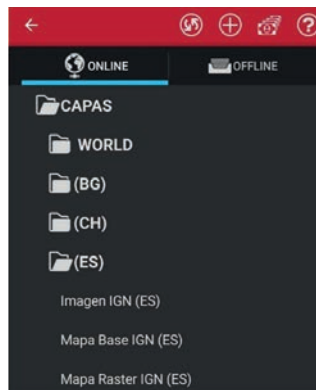 ONLINE OFFLINE
CAPAS
WORLD
(BG)
(CH)
(ES)
Imagen IGN (ES)
Mapa Base IGN (ES)
Mapa Raster IGN (ES)